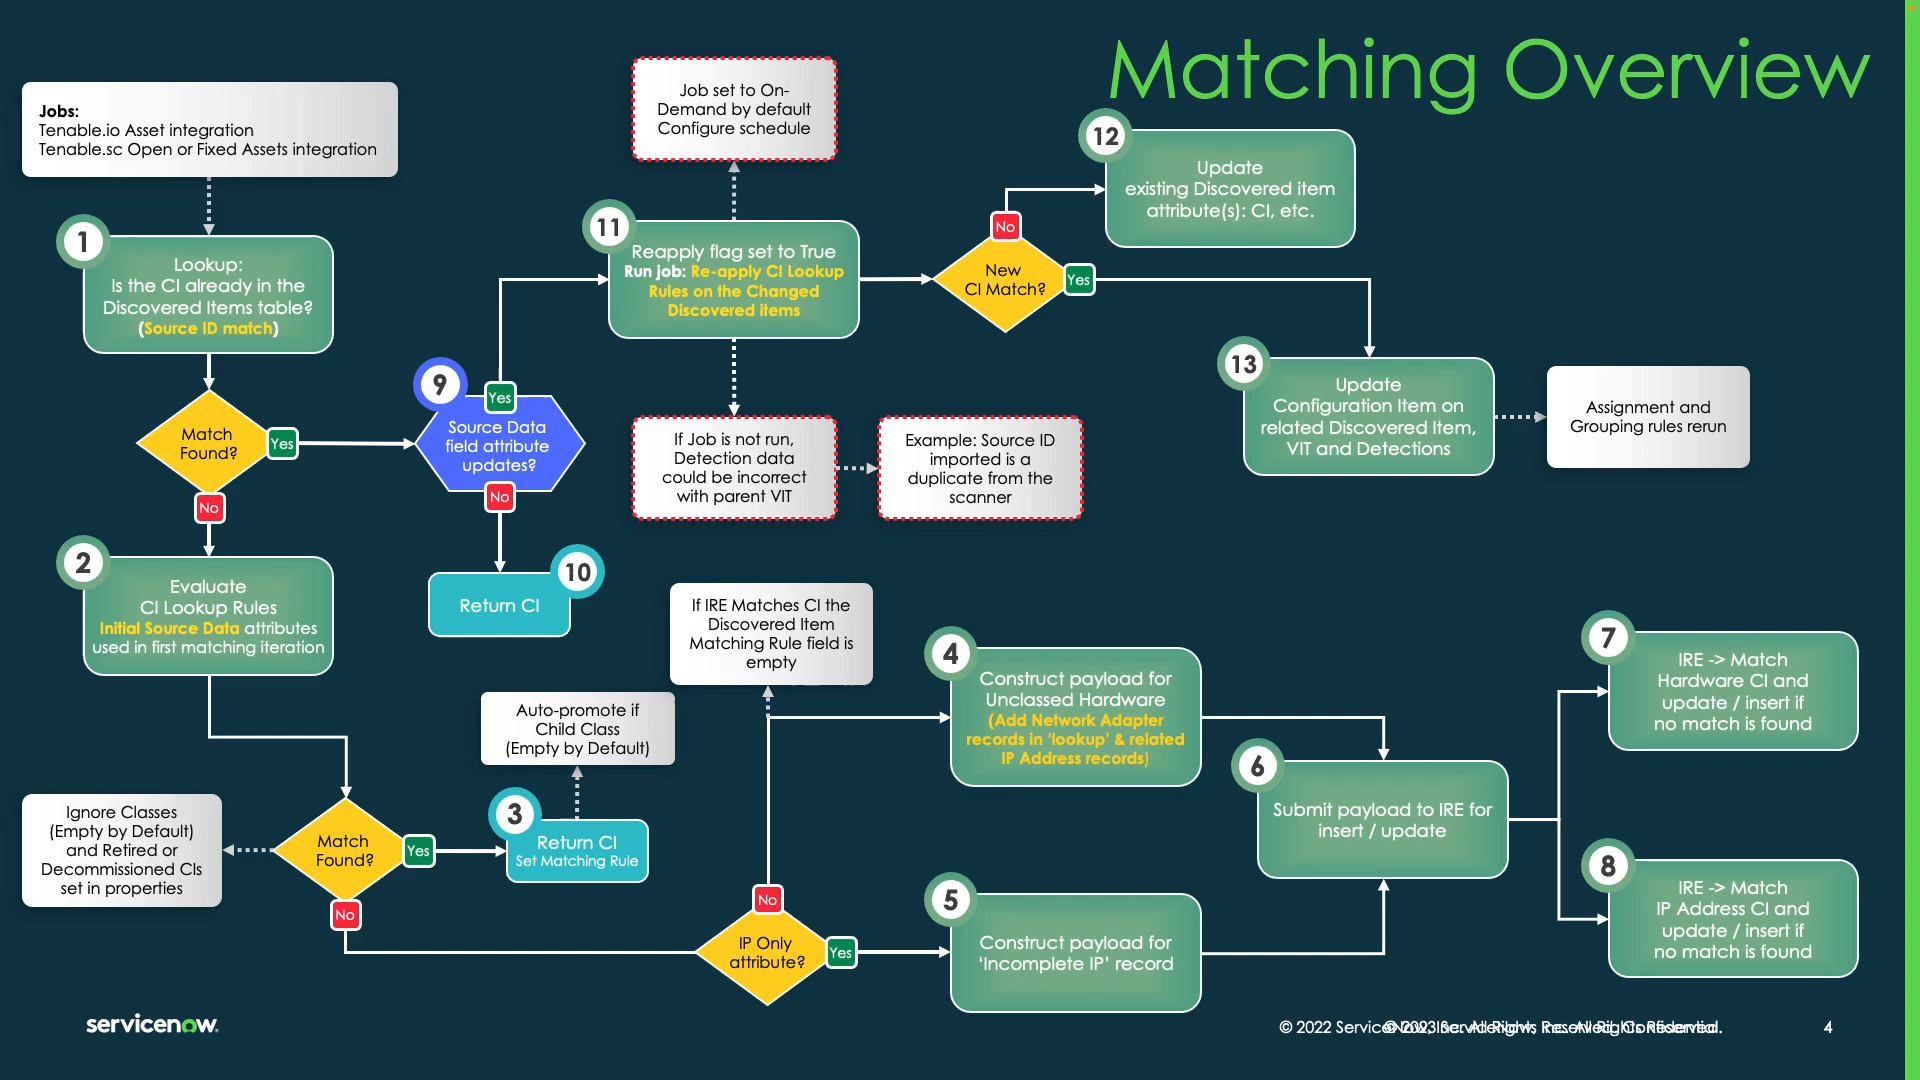 Matching Overview
Jobs:
Tenable.io Asset integration
Tenable.sc Open or Fixed Assets integration
1
Lookup:
Is the CI already in the
Discovered Items table?
(Source ID match)
Match
Found?
Yes
No
2
Evaluate
CI Lookup Rules
Initial Source Data attributes
used in first matching iteration
Ignore Classes
(Empty by Default)
and Retired or
Decommissioned CIs
set in properties
Match
Found?
Yes
No
3
Return CI
Set Matching Rule
Auto-promote if
Child Class
(Empty by Default)
IP Only
attribute?
No
Yes
If IRE Matches CI the
Discovered Item
Matching Rule field is
empty
4
Construct payload for
Unclassed Hardware
(Add Network Adapter
records in ‘lookup’ & related
IP Address records)
5
Construct payload for
‘Incomplete IP’ record
6
Submit payload to IRE for
insert / update
7
IRE -> Match
Hardware CI and
update / insert if
no match is found
8
IRE -> Match
IP Address CI and
update / insert if
no match is found
9
Yes
Source Data
field attribute
updates?
No
10
Return CI
Job set to On-
Demand by default
Configure schedule
11
Reapply flag set to True
Run job: Re-apply CI Lookup
Rules on the Changed
Discovered items
If Job is not run,
Detection data
could be incorrect
with parent VIT
Example: Source ID
imported is a
duplicate from the
scanner
New
CI Match?
No
Yes
12
Update
existing Discovered item
attribute(s): CI, etc.
13
Update
Configuration Item on
related Discovered Item,
VIT and Detections
Assignment and
Grouping rules rerun
servicenow
© 2022 Service
4